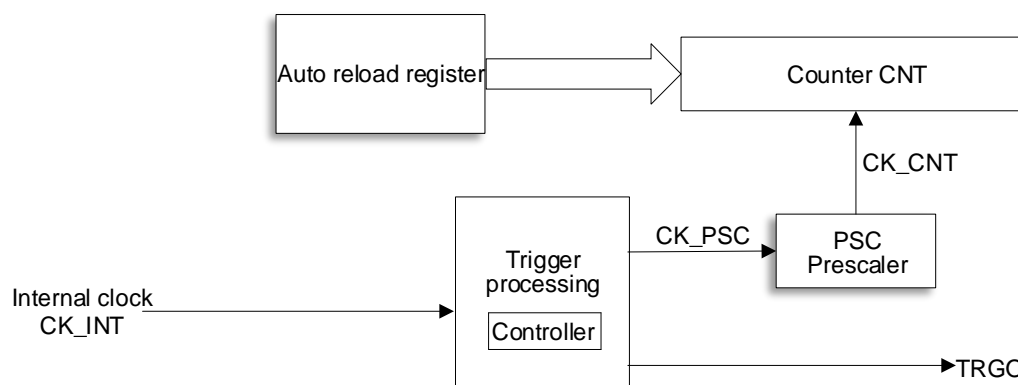 Auto reload register
Counter CNT
CK_CNT
CK_PSC
PSC
Prescaler
Trigger
processing
Controller
Internal clock
CK_INT
TRGO